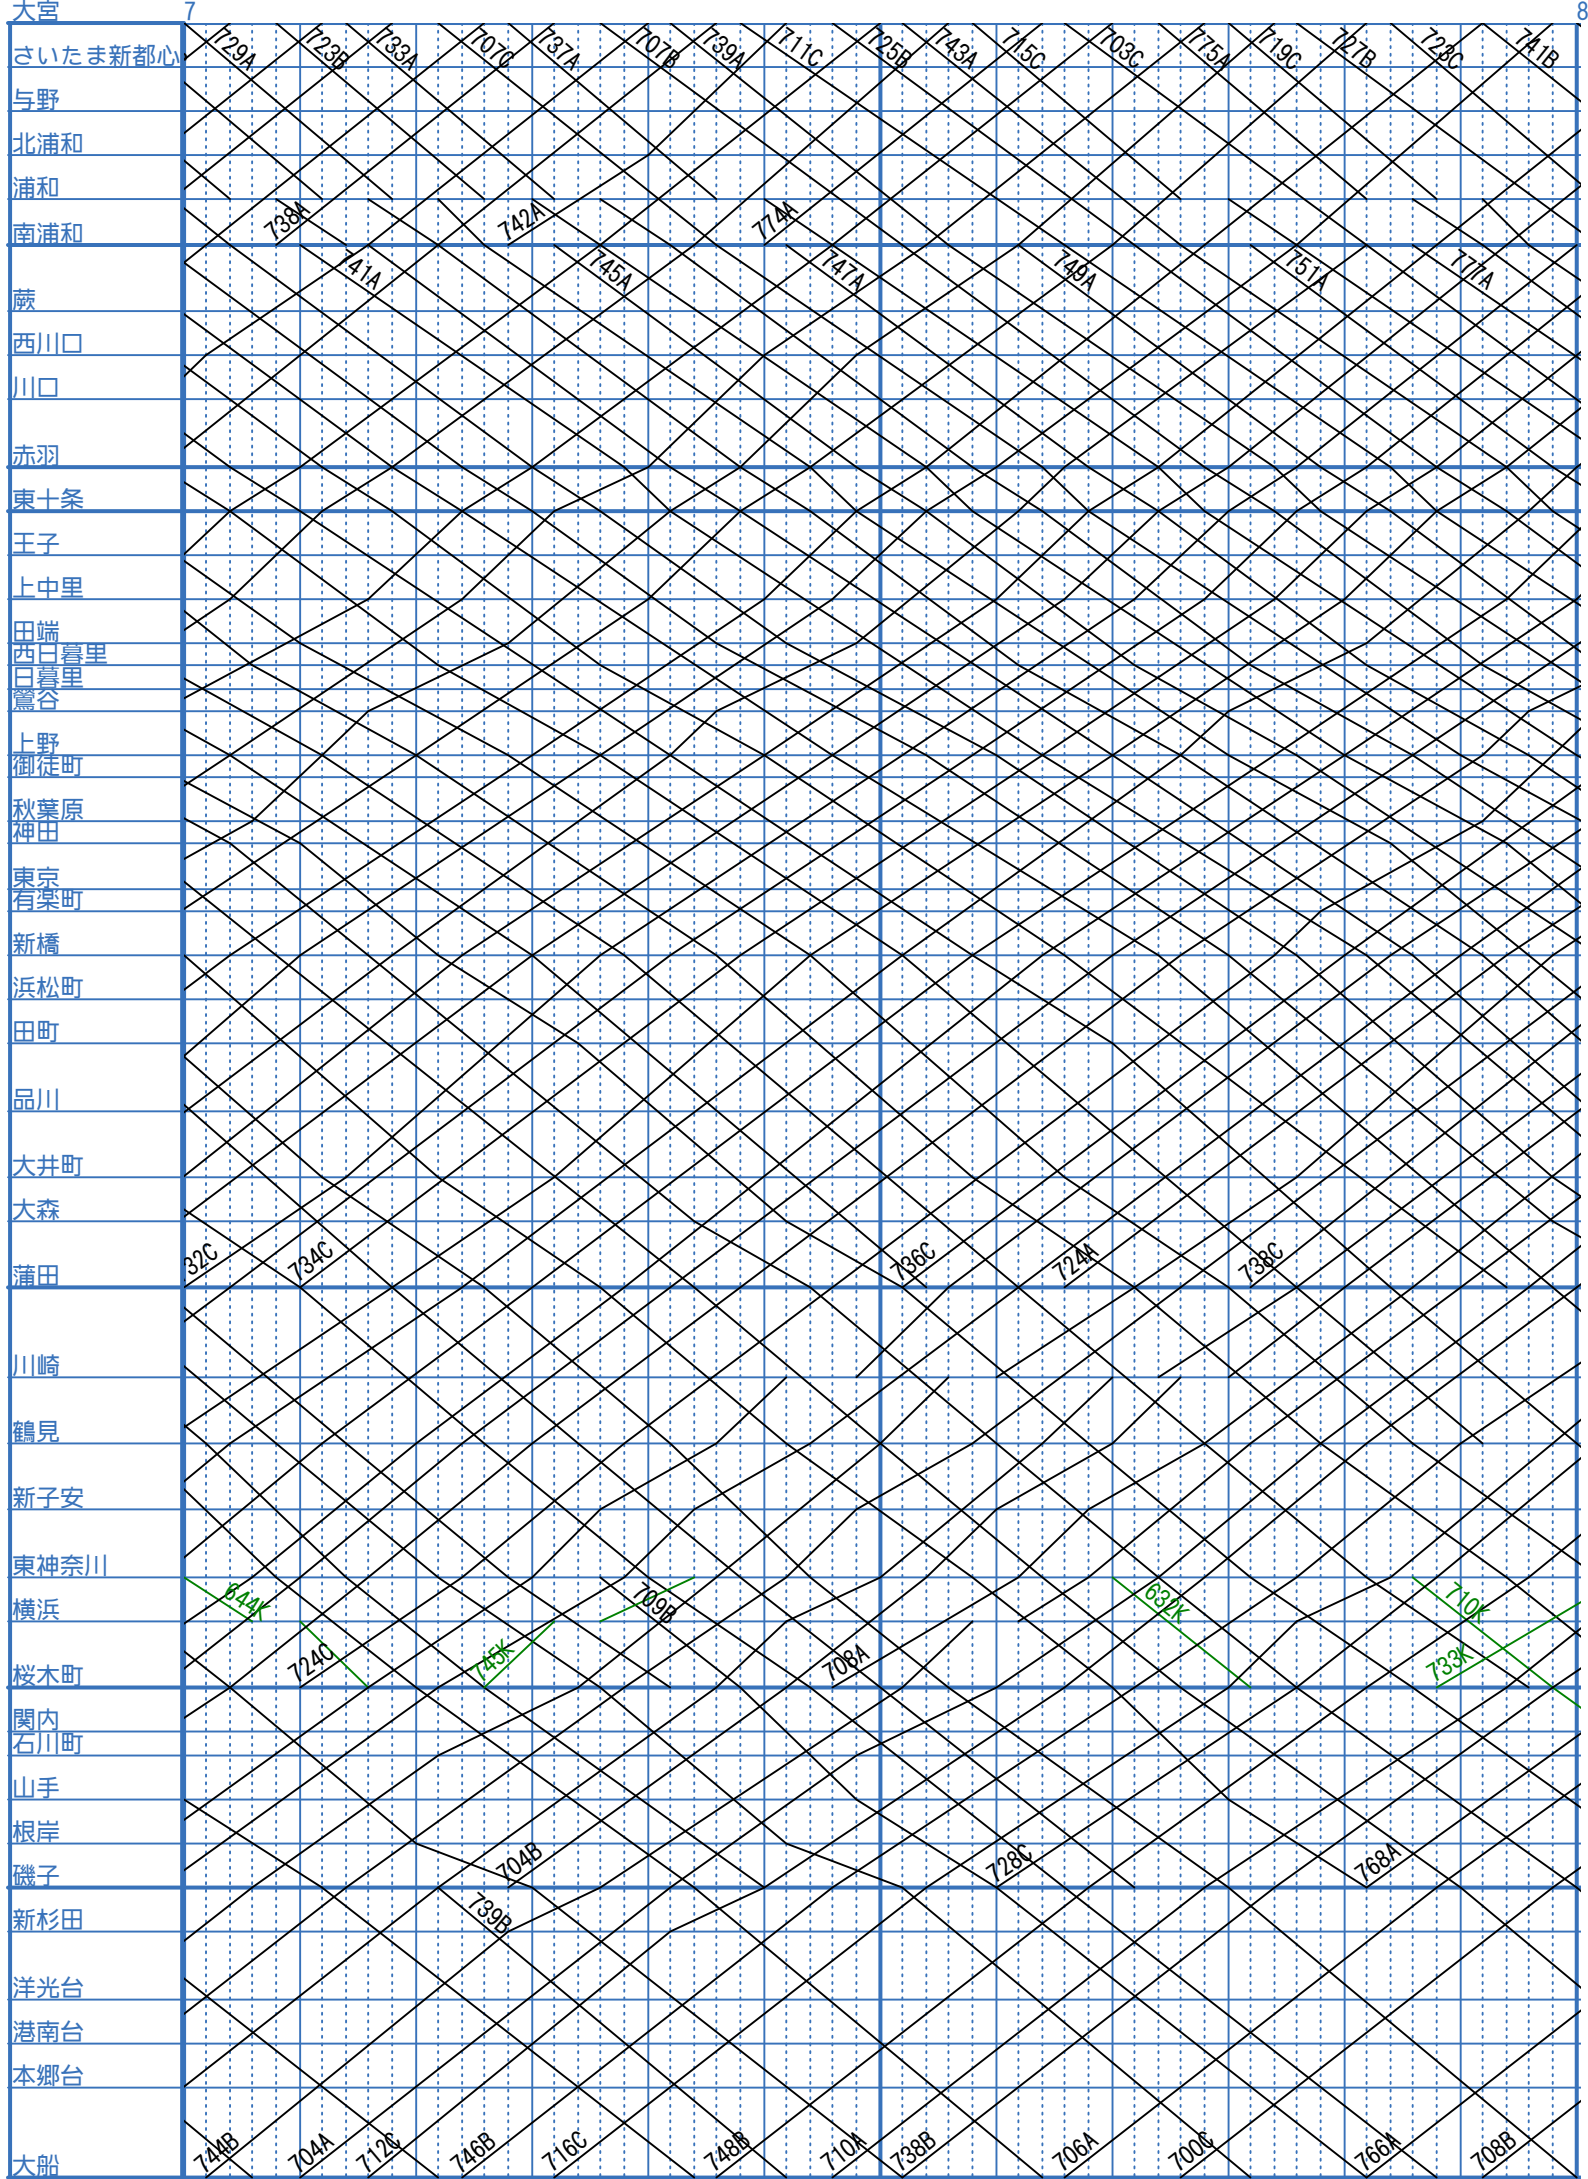 大宮 7 8
さいたま新都心 729A 723B 733A 707C 737A 707B 739A 711C 725B 743A 715C 703C 775A 719C 727B 723C 741B
与野
北浦和
浦和
南浦和 738A 742A 774A
蕨 741A 745A 747A 749A 751A 777A
西川口
川口
赤羽
東十条
王子
上中里
田端
西日暮里
日暮里
鶯谷
上野
御徒町
秋葉原
神田
東京
有楽町
新橋
浜松町
田町
品川
大井町
大森
蒲田 32C 734C 736C 724A 738C
川崎
鶴見
新子安
東神奈川
横浜 644K 709B 632K 710K
桜木町 724C 745K 708A 733K
関内
石川町
山手
根岸
磯子 704B 728C 768A
新杉田 739B
洋光台
港南台
本郷台
大船 744B 704A 712C 746B 716C 748B 710A 738B 706A 700C 766A 708B